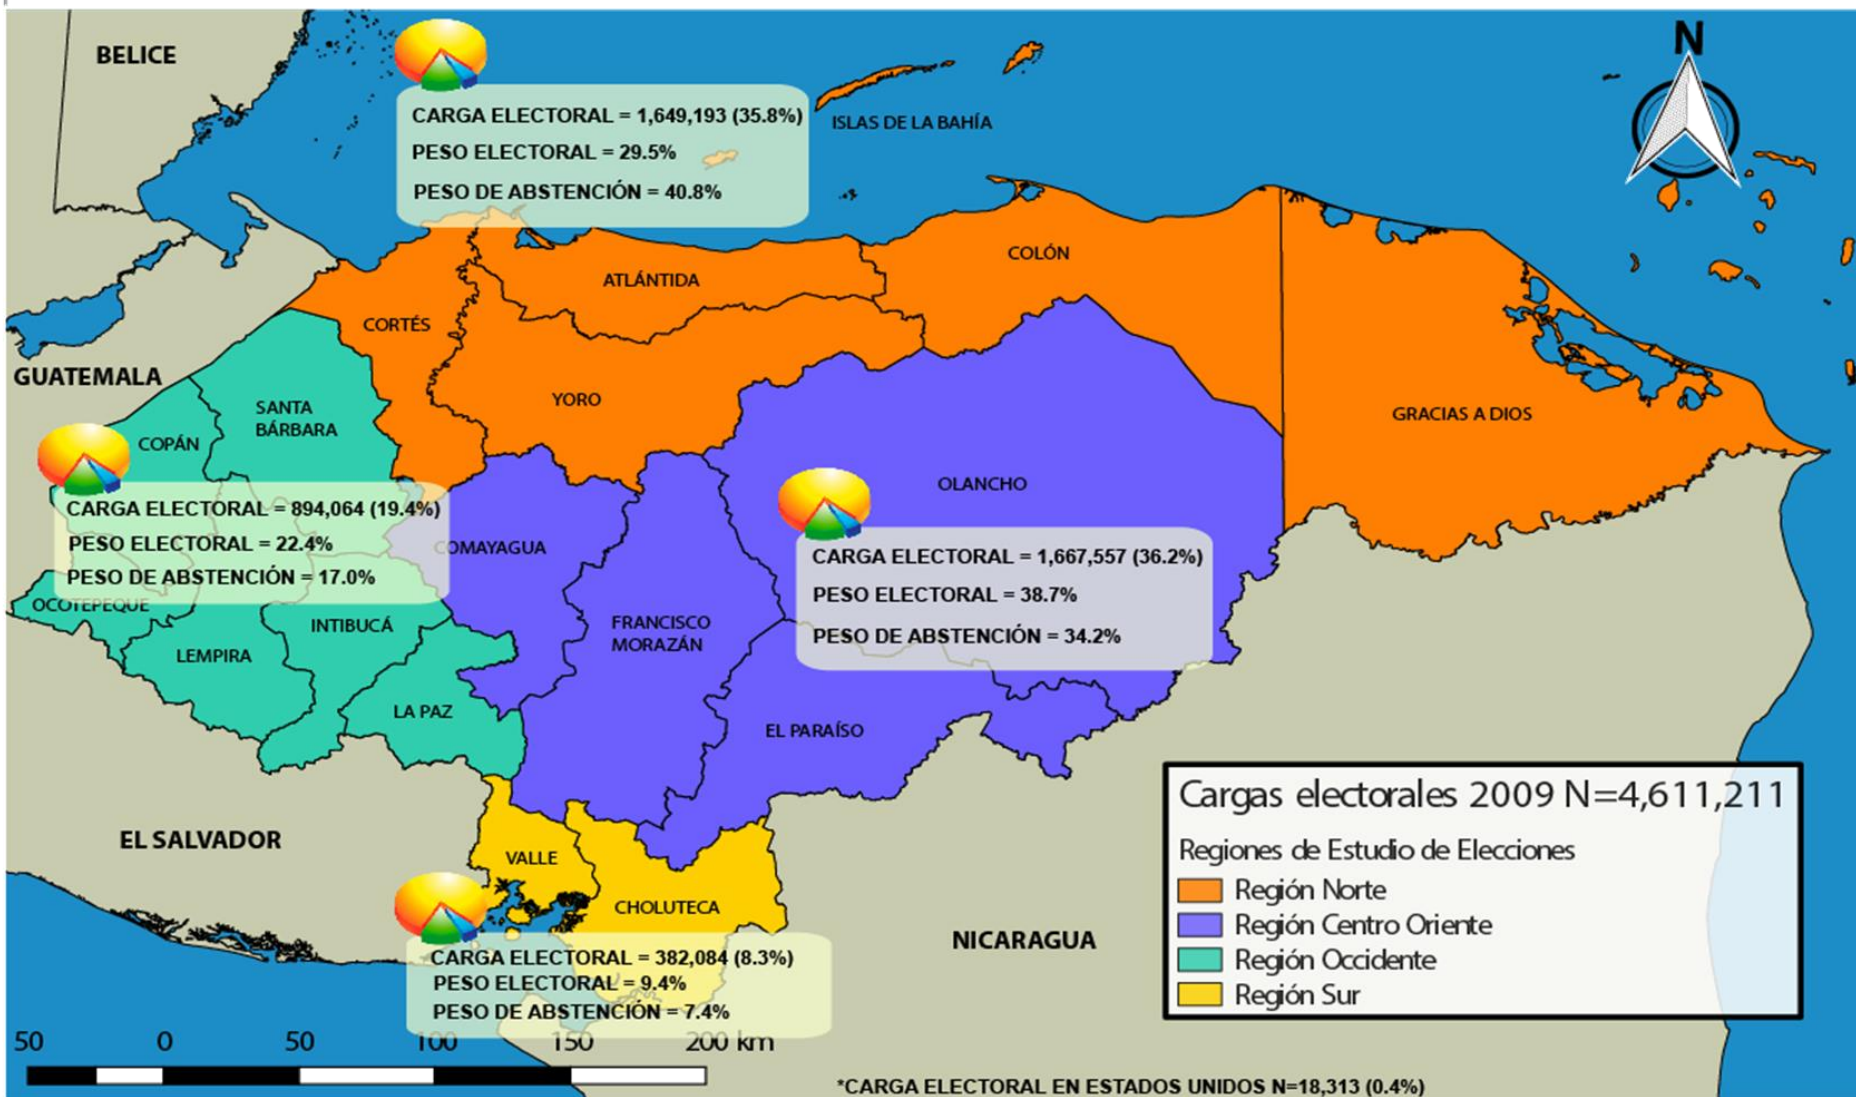 BELICE
N
CARGA ELECTORAL = 1,649,193 (35.8%)
PESO ELECTORAL = 29.5%
PESO DE ABSTENCIÓN = 40.8%
ISLAS DE LA BAHÍA
COLÓN
ATLÁNTIDA
CORTÉS
GUATEMALA
YORO
SANTA
BÁRBARA
GRACIAS A DIOS
COPÁN
OLANCHO
CARGA ELECTORAL = 894,064 (19.4%)
PESO ELECTORAL = 22.4%
PESO DE ABSTENCIÓN = 17.0%
COMAYAGUA
CARGA ELECTORAL = 1,667,557 (36.2%)
PESO ELECTORAL = 38.7%
PESO DE ABSTENCIÓN = 34.2%
OCOTEPEQUE
INTIBUCÁ
FRANCISCO
MORAZÁN
LEMPIRA
LA PAZ
EL PARAÍSO
EL SALVADOR
VALLE
CHOLUTECA
NICARAGUA
CARGA ELECTORAL = 382,084 (8.3%)
PESO ELECTORAL = 9.4%
PESO DE ABSTENCIÓN = 7.4%
Cargas electorales 2009 N=4,611,211
Regiones de Estudio de Elecciones
Región Norte
Región Centro Oriente
Región Occidente
Región Sur
50 0 50 100 150 200 km
*CARGA ELECTORAL EN ESTADOS UNIDOS N=18,313 (0.4%)